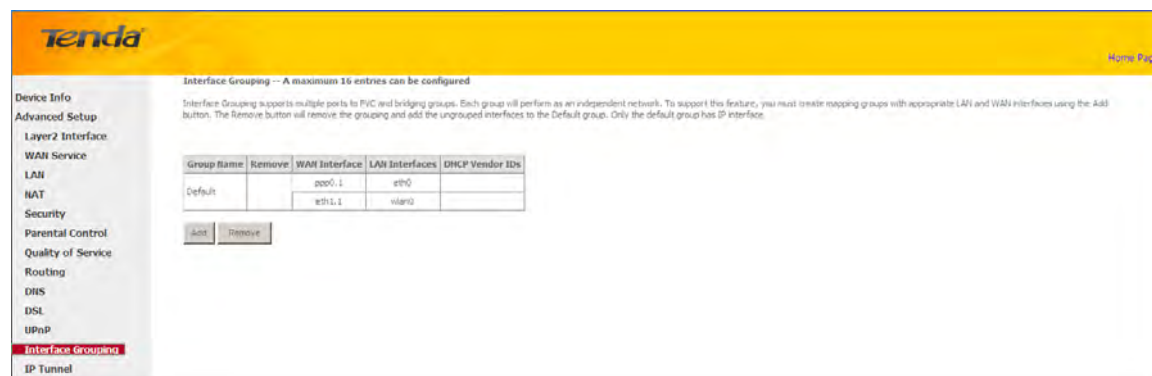 Tenda
Home Pag
Interface Grouping -- A maximum 16 entries can be configured
Interface Grouping supports multiple ports to PVC and bridging groups. Each group will perform as an independent network. To support this feature, you must create mapping groups with appropriate LAN and WAN interfaces using the Add
button. The Remove button will remove the grouping and add the ungrouped interfaces to the Default group. Only the default group has IP interface.
Group Name Remove WAN Interface LAN Interfaces DHCP Vendor IDs
Default ppp0.1 eth0
eth1.1 wlan0
Add Remove
Device Info
Advanced Setup
Layer2 Interface
WAN Service
LAN
NAT
Security
Parental Control
Quality of Service
Routing
DNS
DSL
UPnP
Interface Grouping
IP Tunnel